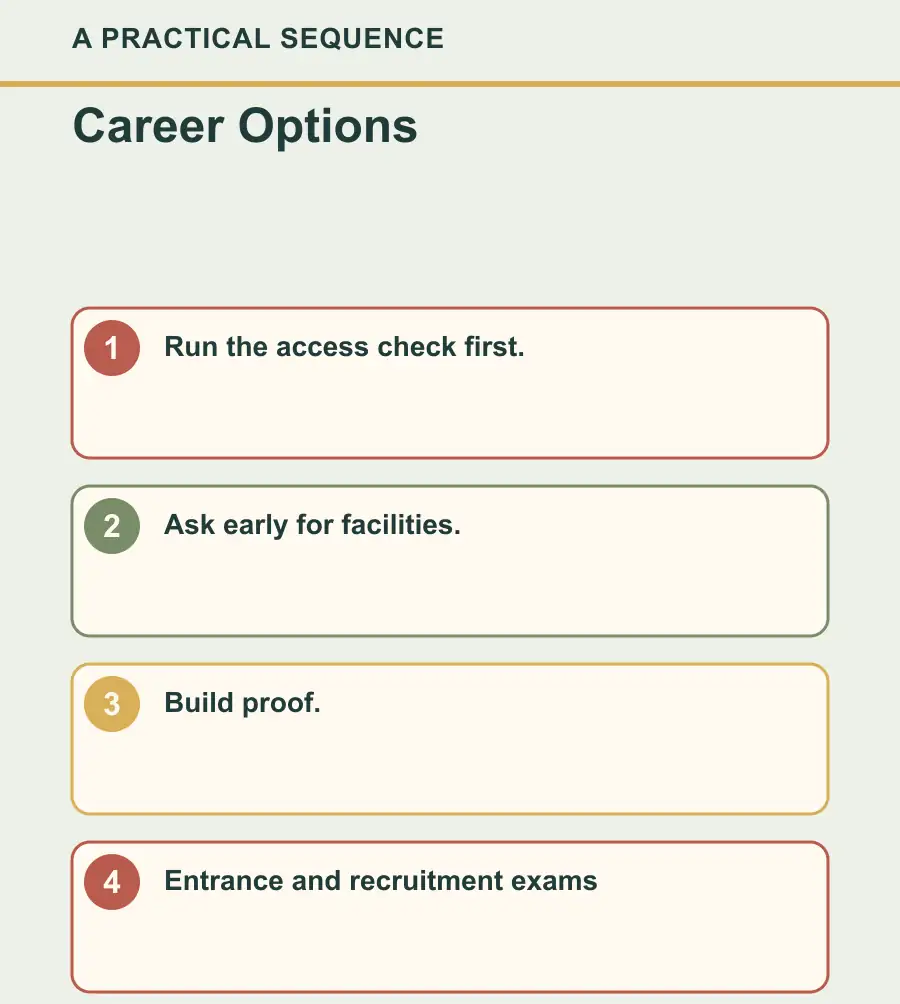 A PRACTICAL SEQUENCE
Career Options
1 Run the access check first.
2 Ask early for facilities.
3 Build proof.
4 Entrance and recruitment exams